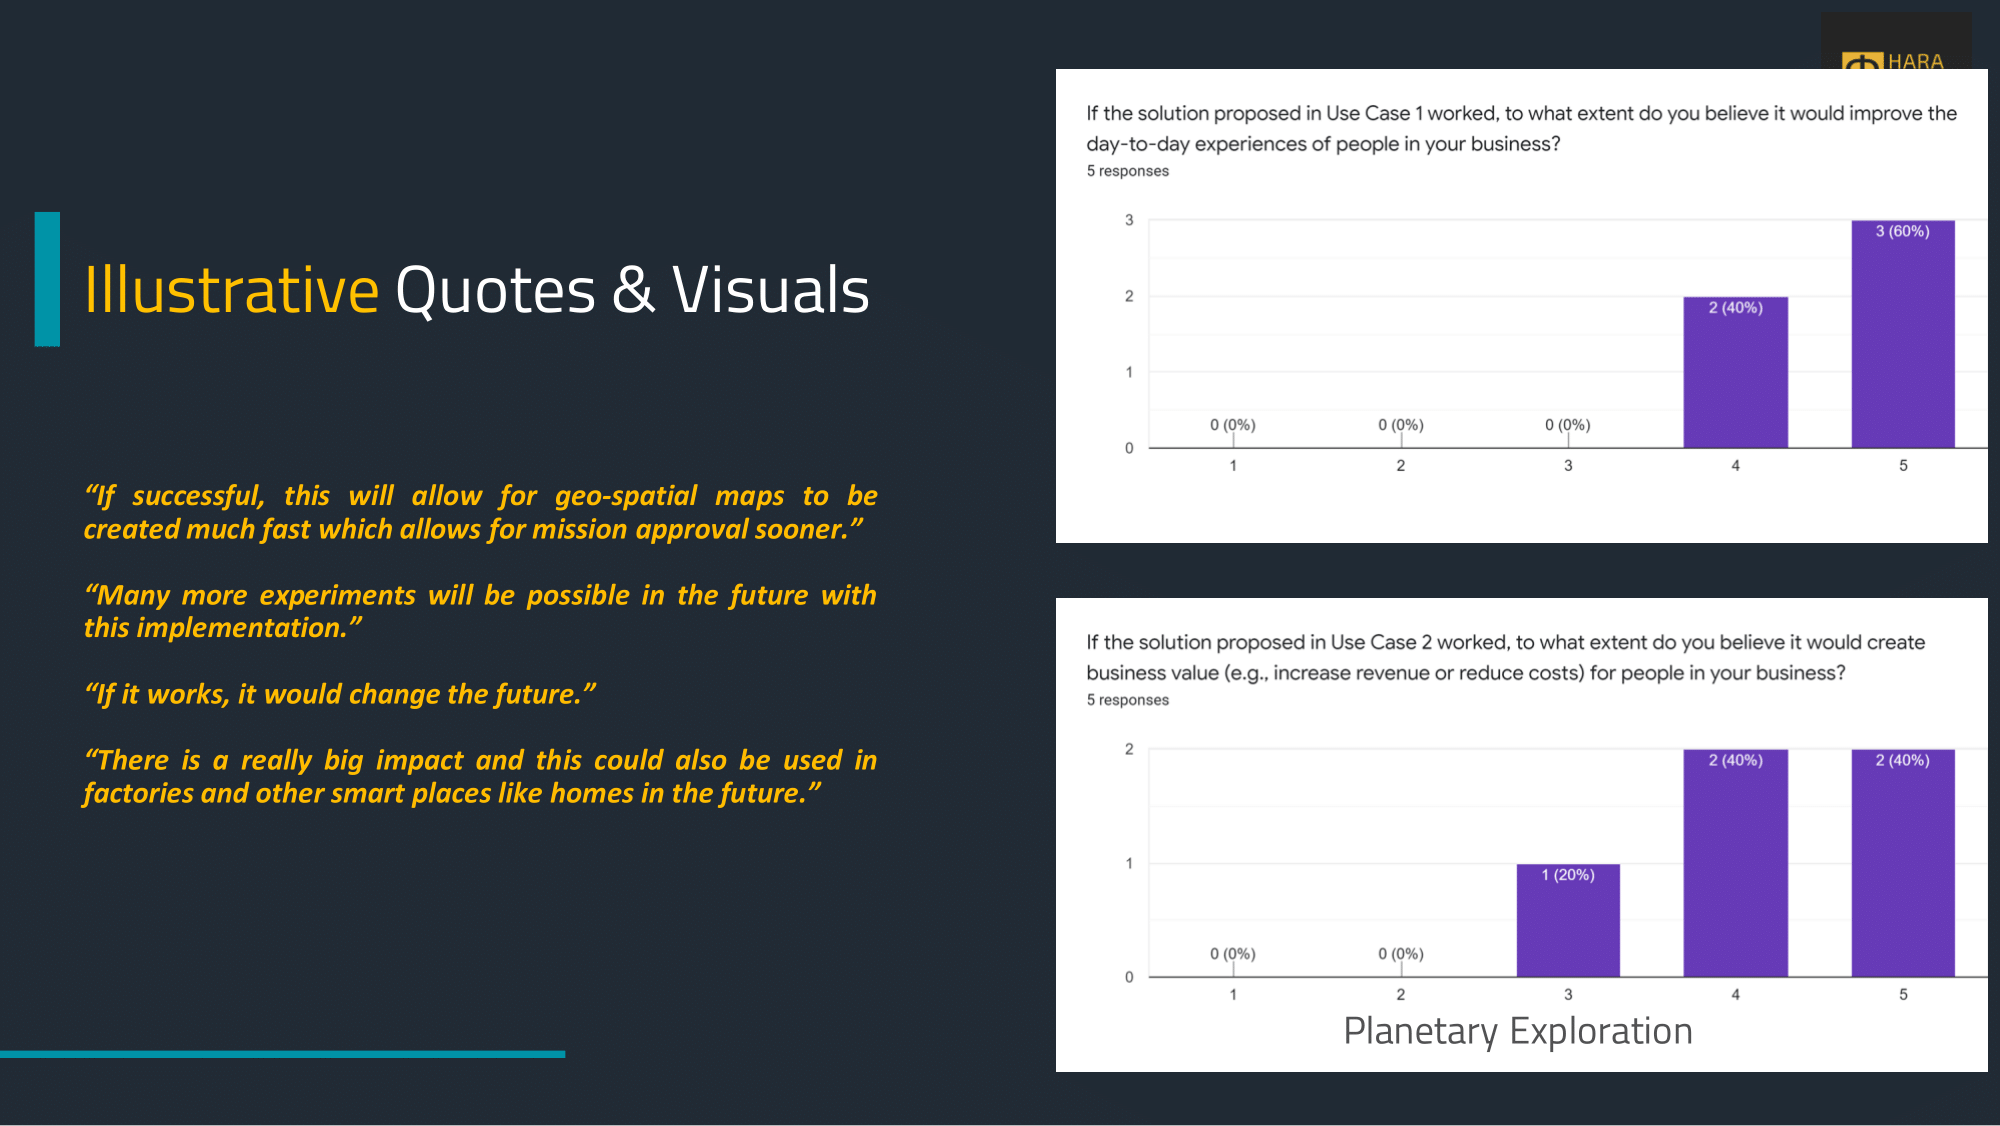 HARA
Illustrative Quotes & Visuals
“If successful, this will allow for geo-spatial maps to be
created much fast which allows for mission approval sooner.”
“Many more experiments will be possible in the future with
this implementation.”
“If it works, it would change the future.”
“There is a really big impact and this could also be used in
factories and other smart places like homes in the future.”
If the solution proposed in Use Case 1 worked, to what extent do you believe it would improve the
day-to-day experiences of people in your business?
5 responses
3
2
1
0
0 (0%)
0 (0%)
0 (0%)
2 (40%)
3 (60%)
1
2
3
4
5
If the solution proposed in Use Case 2 worked, to what extent do you believe it would create
business value (e.g., increase revenue or reduce costs) for people in your business?
5 responses
2
1
0
0 (0%)
0 (0%)
1 (20%)
2 (40%)
2 (40%)
1
2
3
4
5
Planetary Exploration